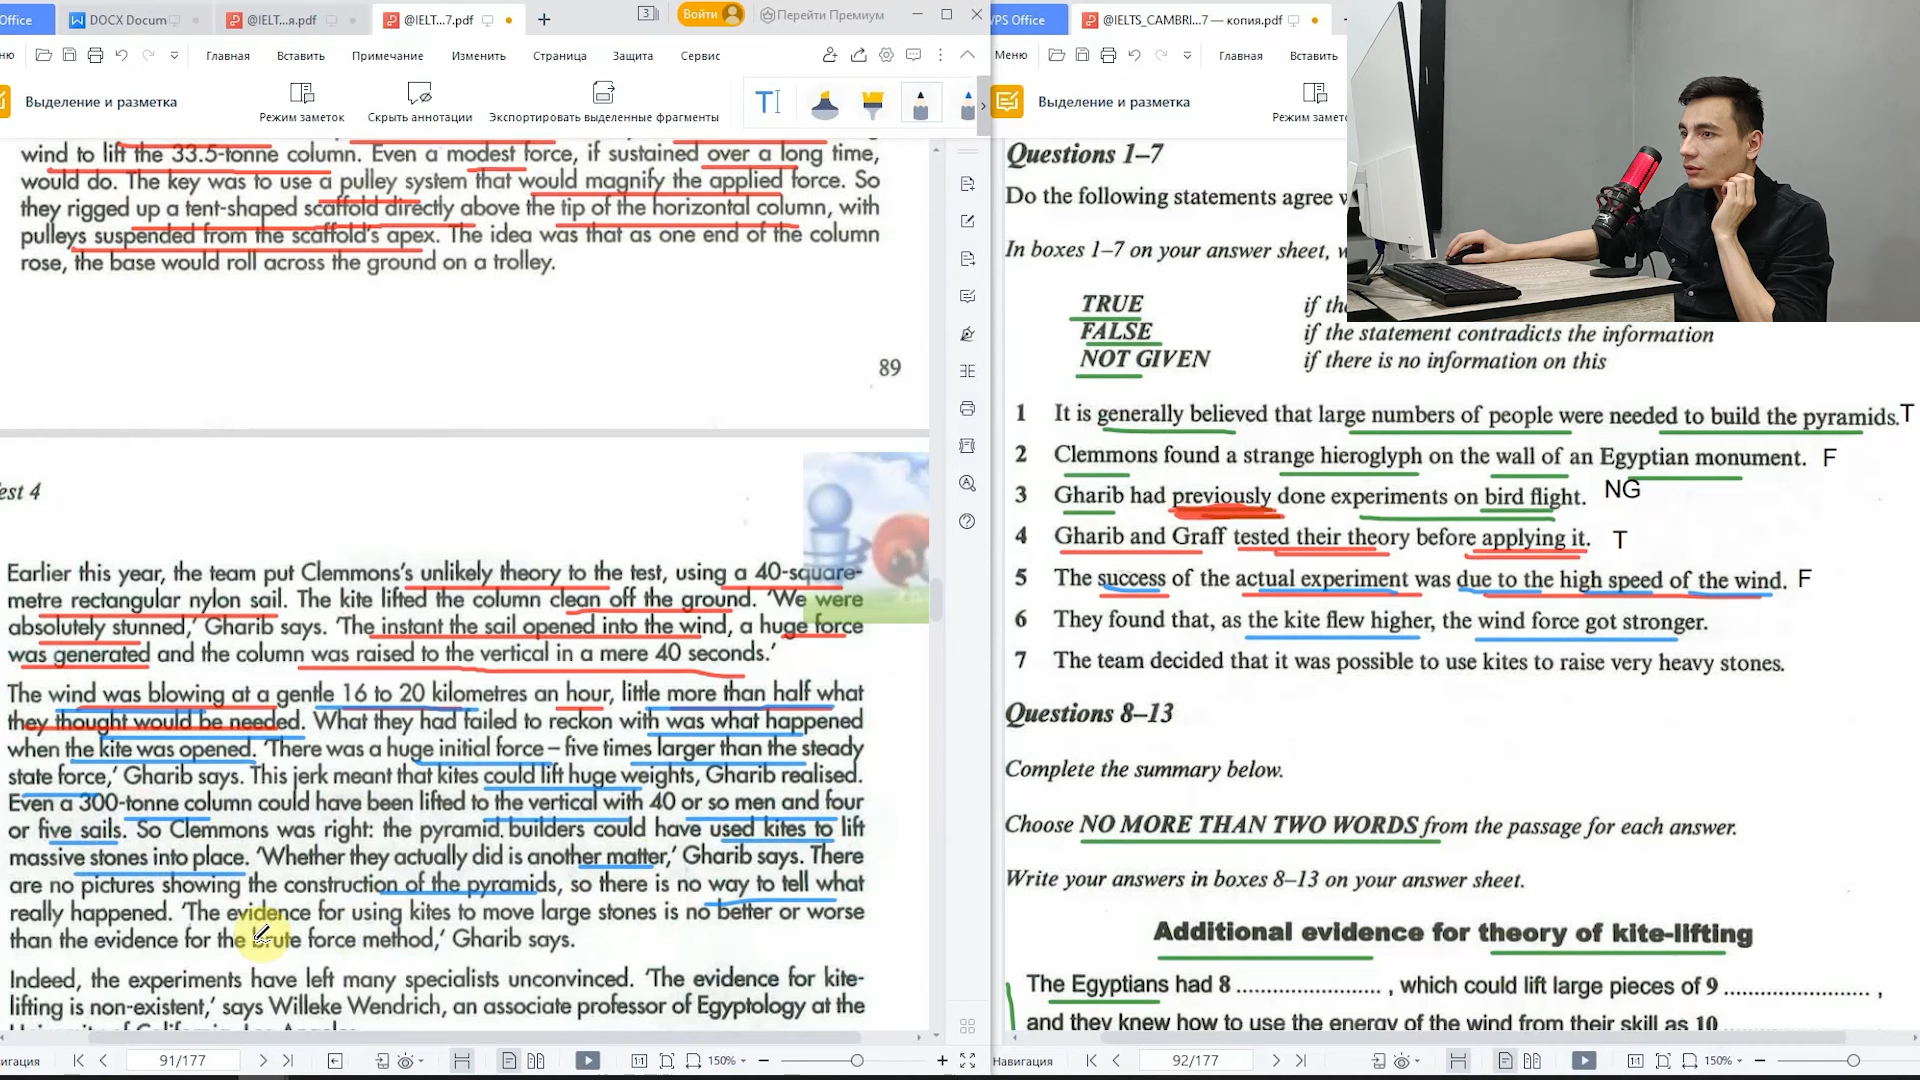 Office
DOCX Docum
@IELT...я.pdf
@IELT...7.pdf
3
Войти
Перейти Премиум
PS Office
@IELTS_CAMBRI...7 — копия.pdf
ню
Главная
Вставить
Примечание
Изменить
Страница
Защита
Сервис
Меню
Главная
Вставить
Выделение и разметка
Режим заметок
Скрыть аннотации
Экспортировать выделенные фрагменты
Выделение и разметка
Режим замето
wind to lift the 33.5-tonne column. Even a modest force, if sustained over a long time,
would do. The key was to use a pulley system that would magnify the applied force. So
they rigged up a tent-shaped scaffold directly above the tip of the horizontal column, with
pulleys suspended from the scaffold's apex. The idea was that as one end of the column
rose, the base would roll across the ground on a trolley.
89
est 4
Earlier this year, the team put Clemmons's unlikely theory to the test, using a 40-square-
metre rectangular nylon sail. The kite lifted the column clean off the ground. 'We were
absolutely stunned,' Gharib says. 'The instant the sail opened into the wind, a huge force
was generated and the column was raised to the vertical in a mere 40 seconds.'
The wind was blowing at a gentle 16 to 20 kilometres an hour, little more than half what
they thought would be needed. What they had failed to reckon with was what happened
when the kite was opened. 'There was a huge initial force – five times larger than the steady
state force,' Gharib says. This jerk meant that kites could lift huge weights, Gharib realised.
Even a 300-tonne column could have been lifted to the vertical with 40 or so men and four
or five sails. So Clemmons was right: the pyramid builders could have used kites to lift
massive stones into place. 'Whether they actually did is another matter,' Gharib says. There
are no pictures showing the construction of the pyramids, so there is no way to tell what
really happened. 'The evidence for using kites to move large stones is no better or worse
than the evidence for the brute force method,' Gharib says.
Indeed, the experiments have left many specialists unconvinced. 'The evidence for kite-
lifting is non-existent,' says Willeke Wendrich, an associate professor of Egyptology at the
Questions 1–7
Do the following statements agree
In boxes 1–7 on your answer sheet,
TRUE
FALSE if the statement contradicts the information
NOT GIVEN if there is no information on this
1 It is generally believed that large numbers of people were needed to build the pyramids. T
2 Clemmons found a strange hieroglyph on the wall of an Egyptian monument. F
3 Gharib had previously done experiments on bird flight. NG
4 Gharib and Graff tested their theory before applying it. T
5 The success of the actual experiment was due to the high speed of the wind. F
6 They found that, as the kite flew higher, the wind force got stronger.
7 The team decided that it was possible to use kites to raise very heavy stones.
Questions 8–13
Complete the summary below.
Choose NO MORE THAN TWO WORDS from the passage for each answer.
Write your answers in boxes 8–13 on your answer sheet.
Additional evidence for theory of kite-lifting
The Egyptians had 8 ........................ , which could lift large pieces of 9 ........................ ,
and they knew how to use the energy of the wind from their skill as 10
вигация
91/177
150%
Навигация
92/177
150%